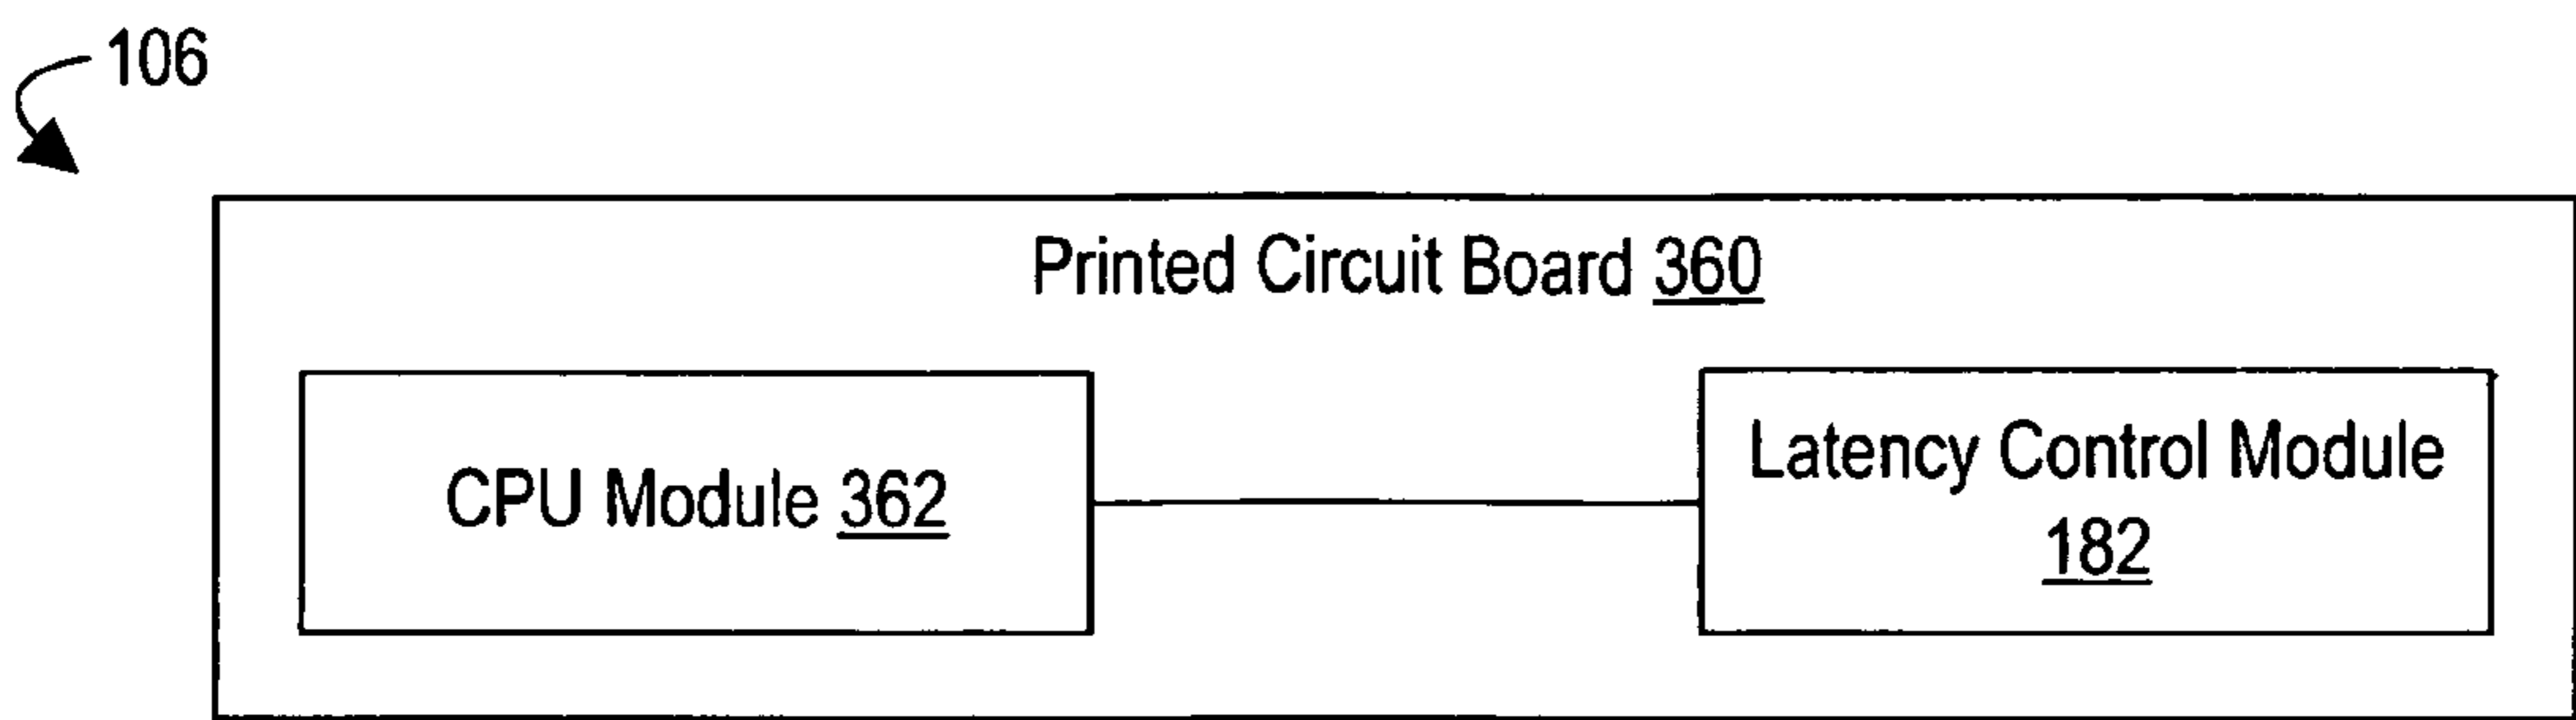 106
Printed Circuit Board 360
CPU Module 362
Latency Control Module
182